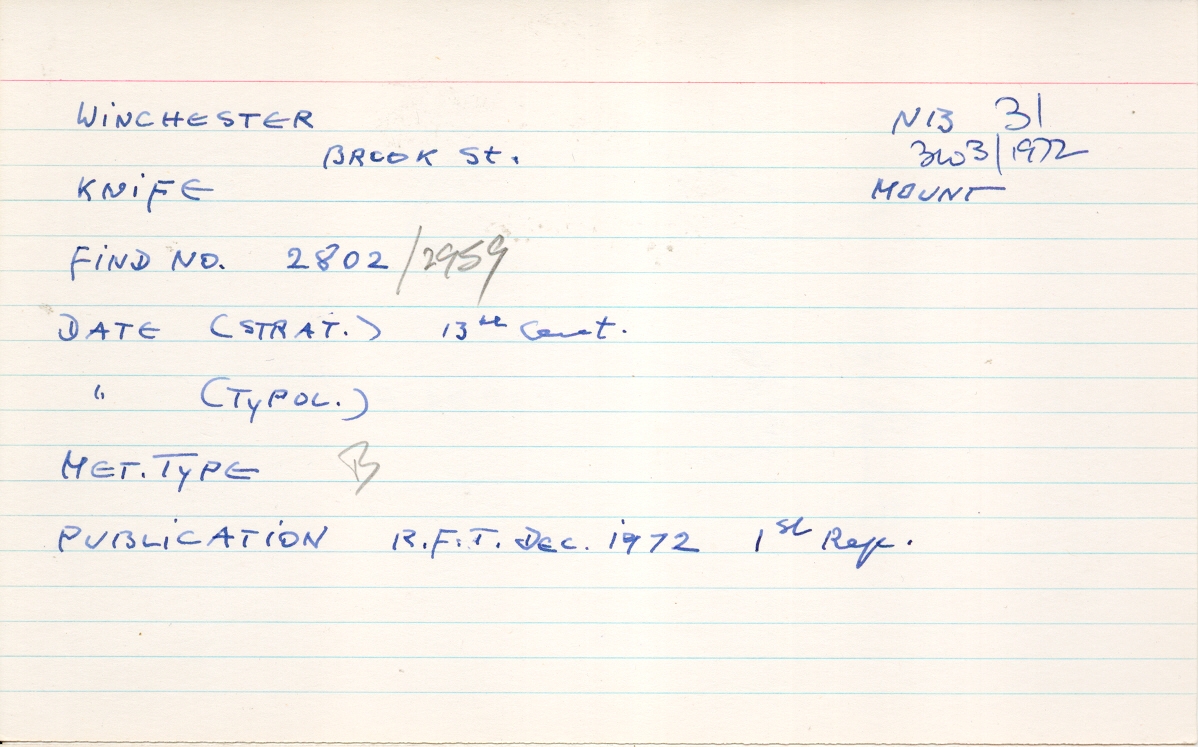 WINCHESTER
N13 31
BROOK St.
3203/1972
KNIFE
MOUNT
FIND NO. 2802/2959
DATE (STRAT.) 13th Cent.
" (TYPOL.)
MET. TYPE B
PUBLICATION R.F.T. Dec. 1972 1st Rep.